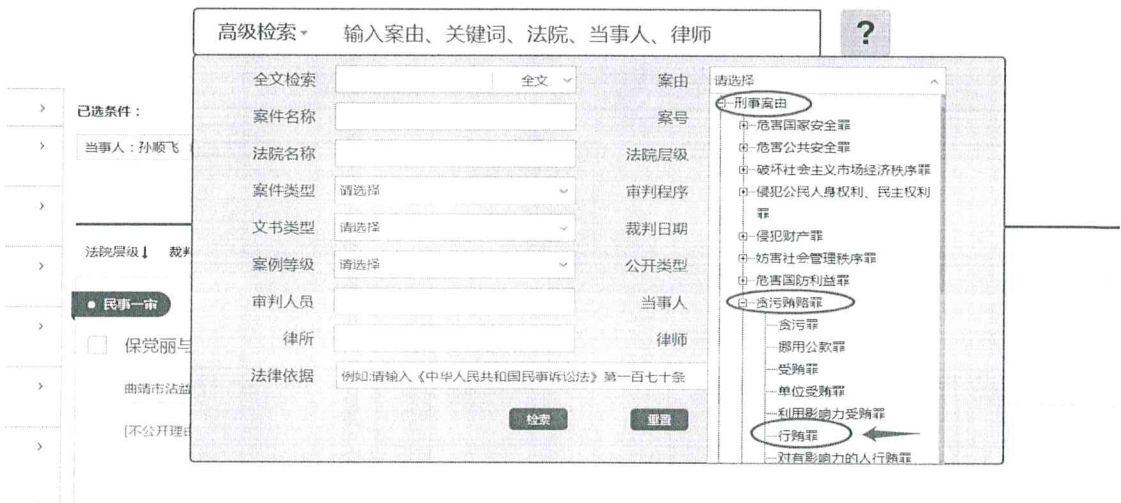 高级检索
输入案由、关键词、法院、当事人、律师
?
已选条件：
当事人：孙顺飞
法院层级↓ 裁判
民事一审
保党丽与
曲靖市沾益
[不公开理由
全文检索 全文
案件名称
法院名称
案件类型 请选择
文书类型 请选择
案例等级 请选择
审判人员
律所
法律依据 例如:请输入《中华人民共和国民事诉讼法》第一百七十条
检索 重置
案由 请选择
案号
法院层级
审判程序
裁判日期
公开类型
当事人
律师
刑事案由
危害国家安全罪
危害公共安全罪
破坏社会主义市场经济秩序罪
侵犯公民人身权利、民主权利
罪
侵犯财产罪
妨害社会管理秩序罪
危害国防利益罪
贪污贿赂罪
贪污罪
挪用公款罪
受贿罪
单位受贿罪
利用影响力受贿罪
行贿罪
对有影响力的人行贿罪